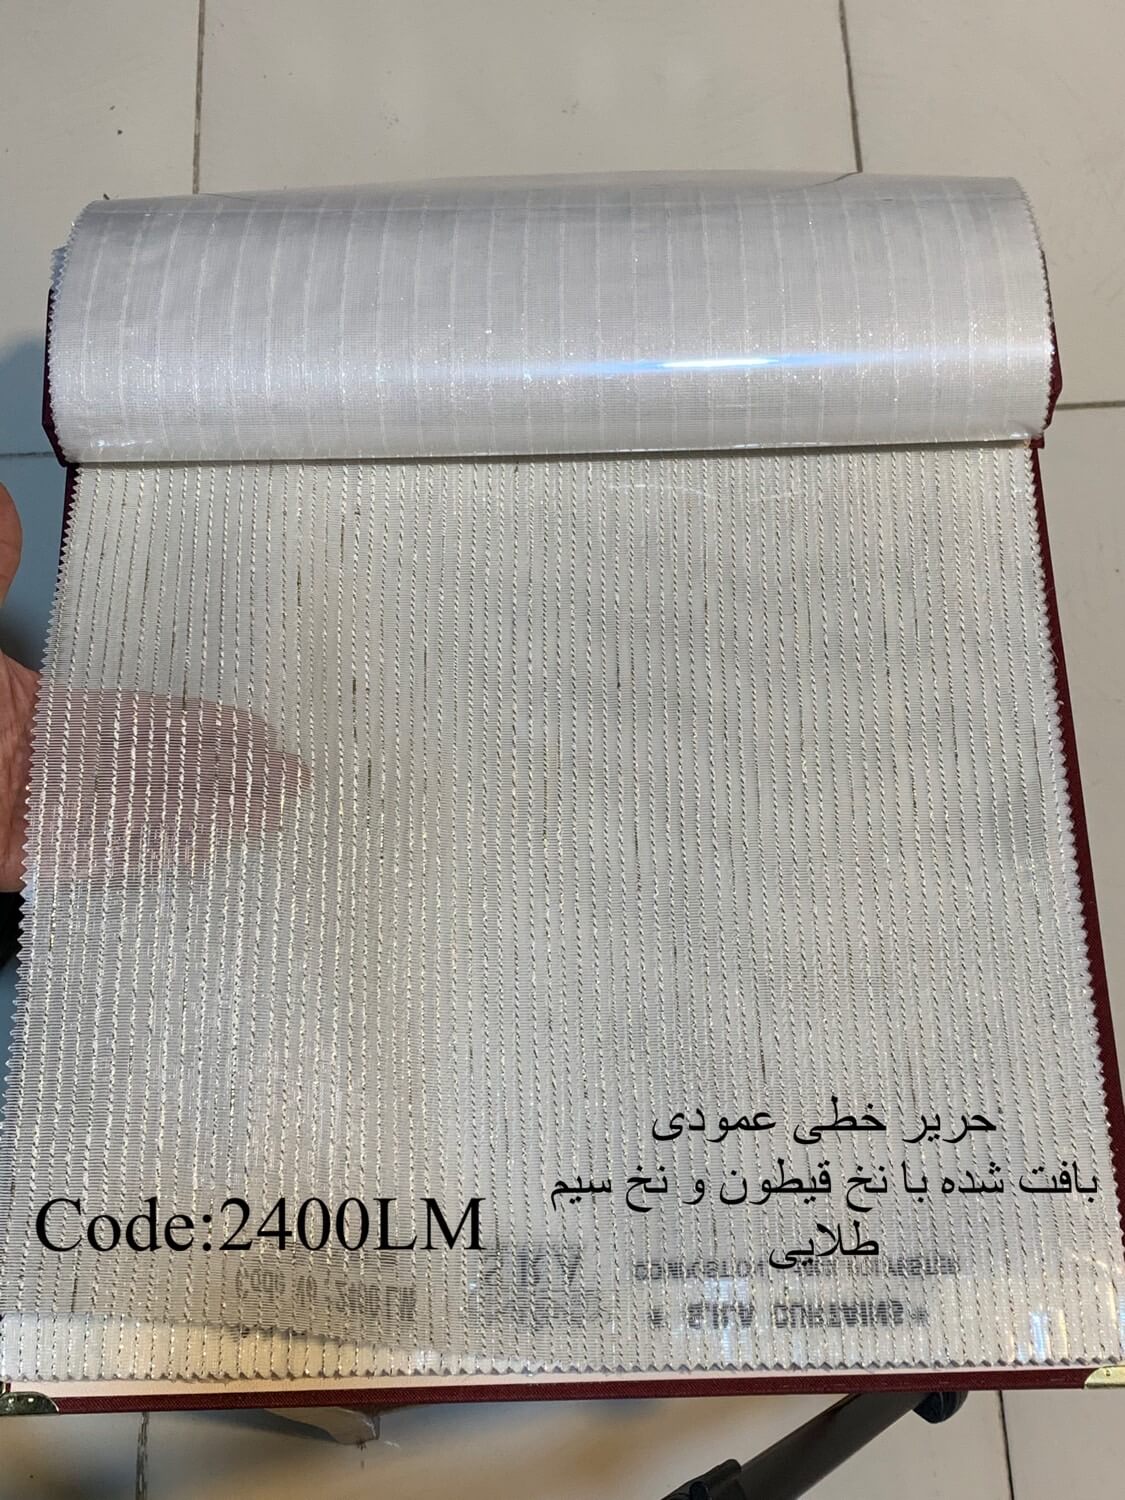 حریر خطی عمودی
بافت شده با نخ قیطون و نخ سیم
طلایی
Code:2400LM